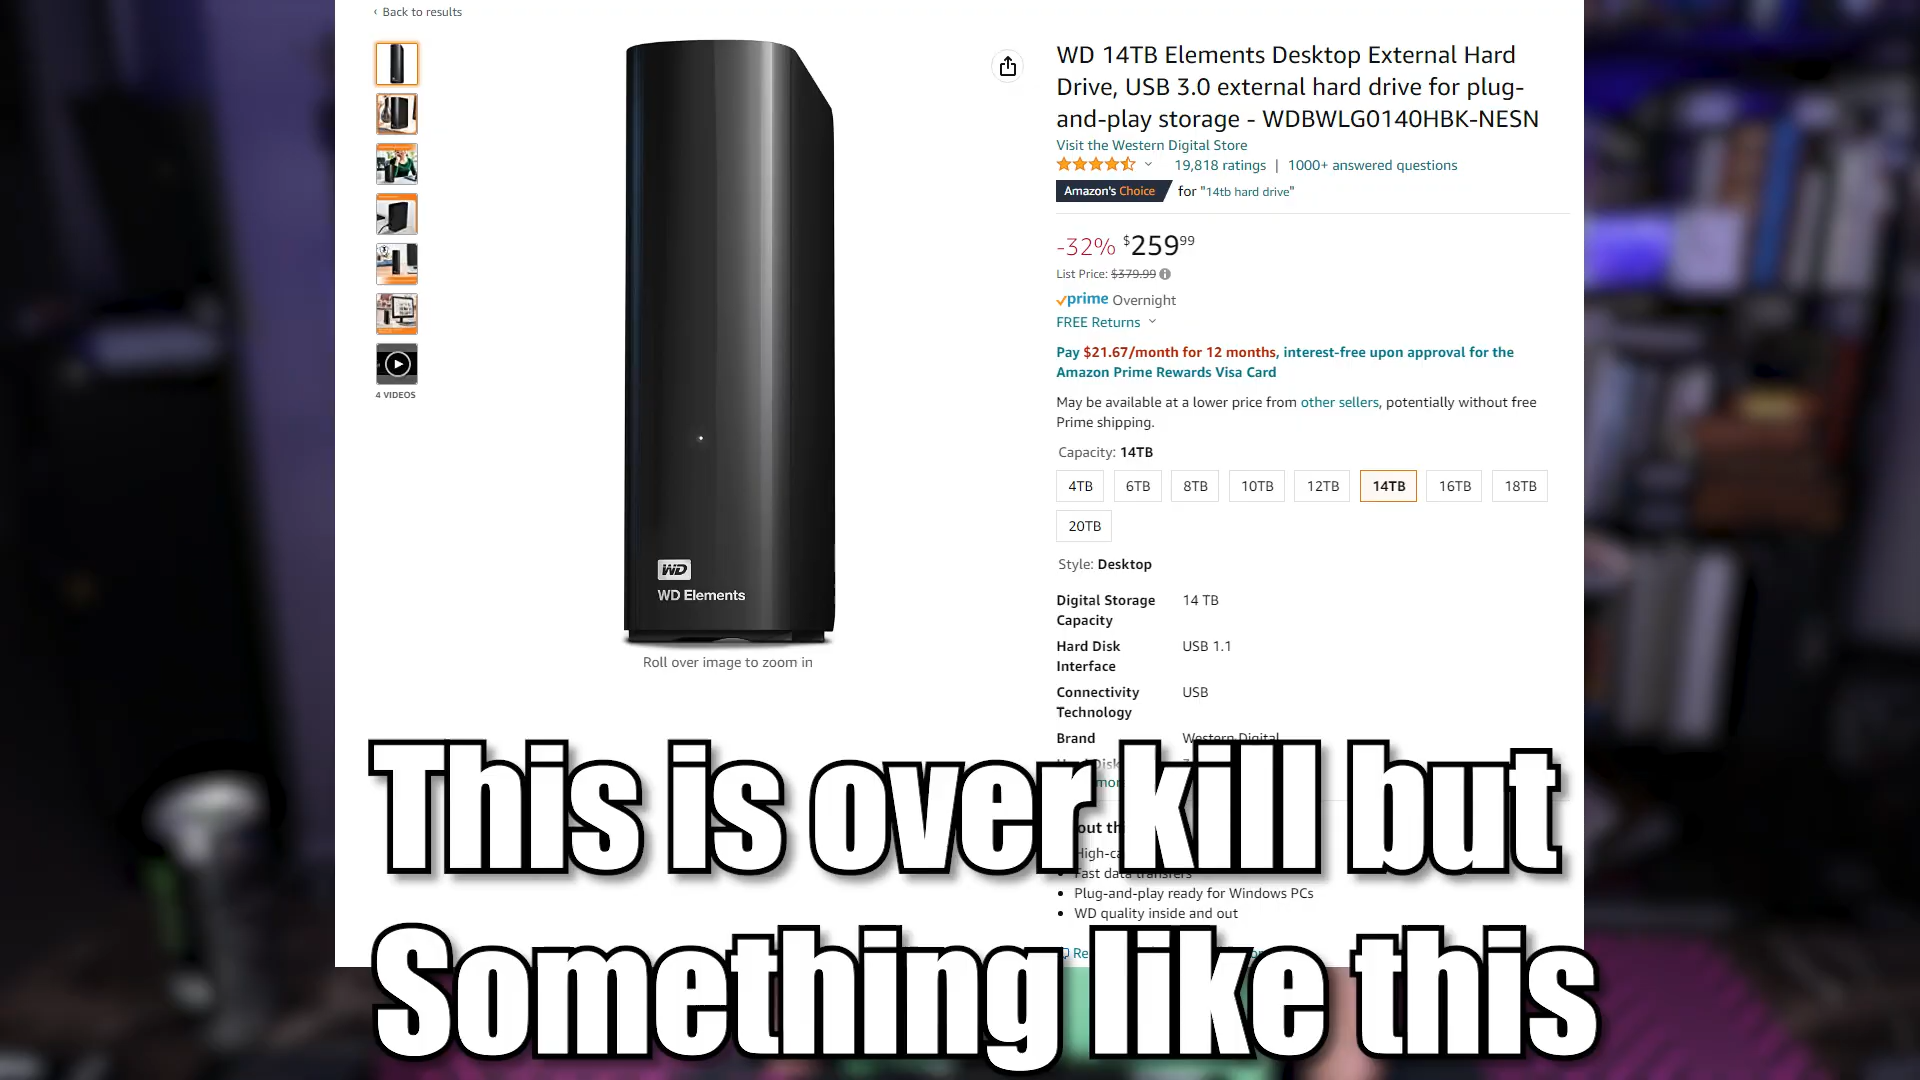 ‹ Back to results
WD 14TB Elements Desktop External Hard
Drive, USB 3.0 external hard drive for plug-
and-play storage - WDBWLG0140HBK-NESN
Visit the Western Digital Store
19,818 ratings | 1000+ answered questions
Amazon's Choice for "14tb hard drive"
-32% $259 99
List Price: $379.99
prime Overnight
FREE Returns
Pay $21.67/month for 12 months, interest-free upon approval for the
Amazon Prime Rewards Visa Card
May be available at a lower price from other sellers, potentially without free
Prime shipping.
Capacity: 14TB
4TB 6TB 8TB 10TB 12TB 14TB 16TB 18TB
20TB
Style: Desktop
Digital Storage Capacity 14 TB
Hard Disk Interface USB 1.1
Connectivity Technology USB
Brand Western Digital
Fast data transfers
• Plug-and-play ready for Windows PCs
• WD quality inside and out
4 VIDEOS
WD
WD Elements
Roll over image to zoom in
This is over kill but
Something like this